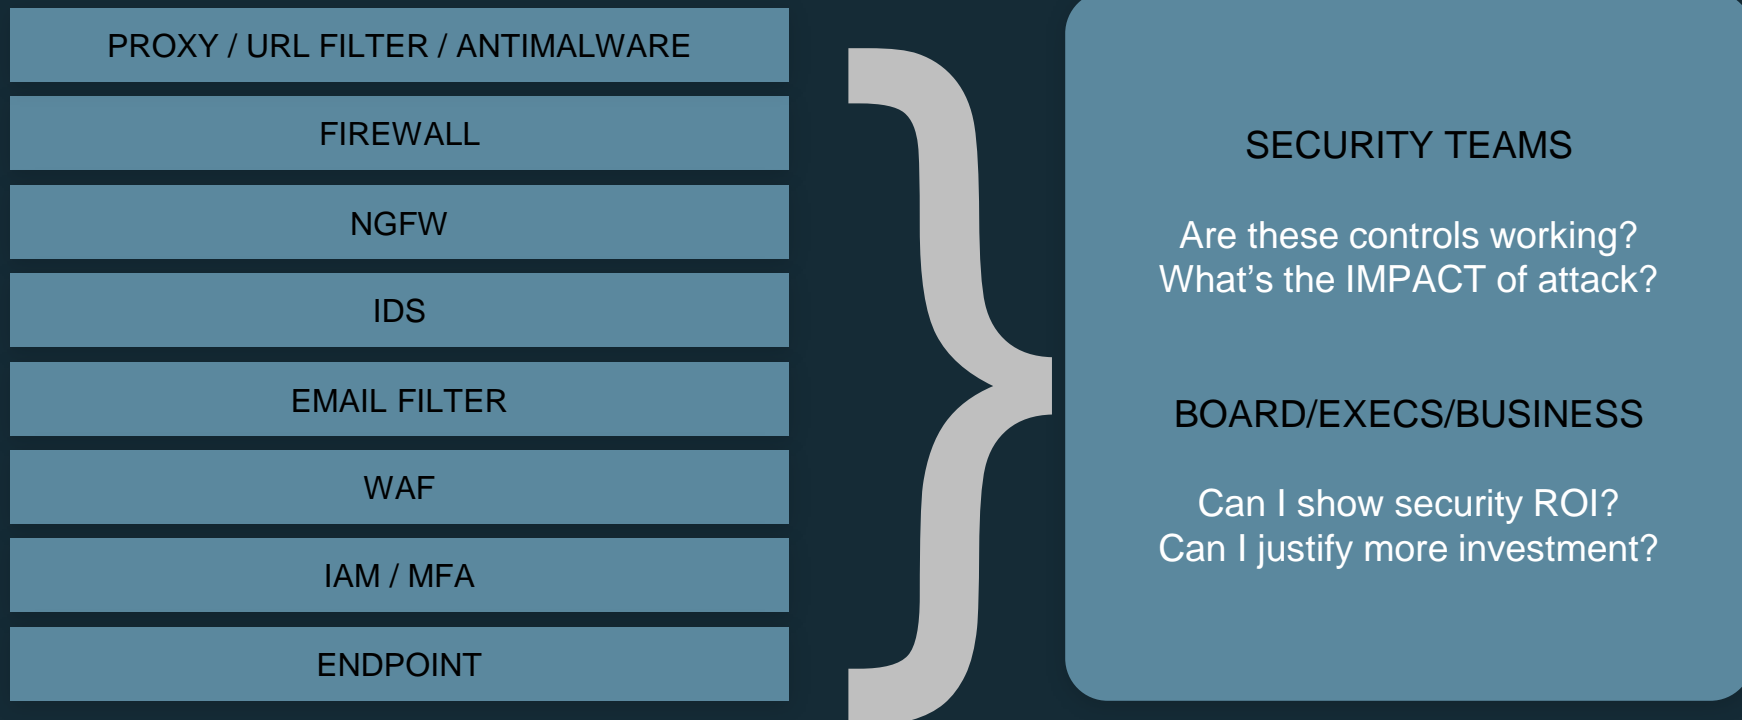 PROXY / URL FILTER / ANTIMALWARE
FIREWALL
NGFW
IDS
EMAIL FILTER
WAF
IAM / MFA
ENDPOINT
SECURITY TEAMS
Are these controls working?
What’s the IMPACT of attack?
BOARD/EXECS/BUSINESS
Can I show security ROI?
Can I justify more investment?